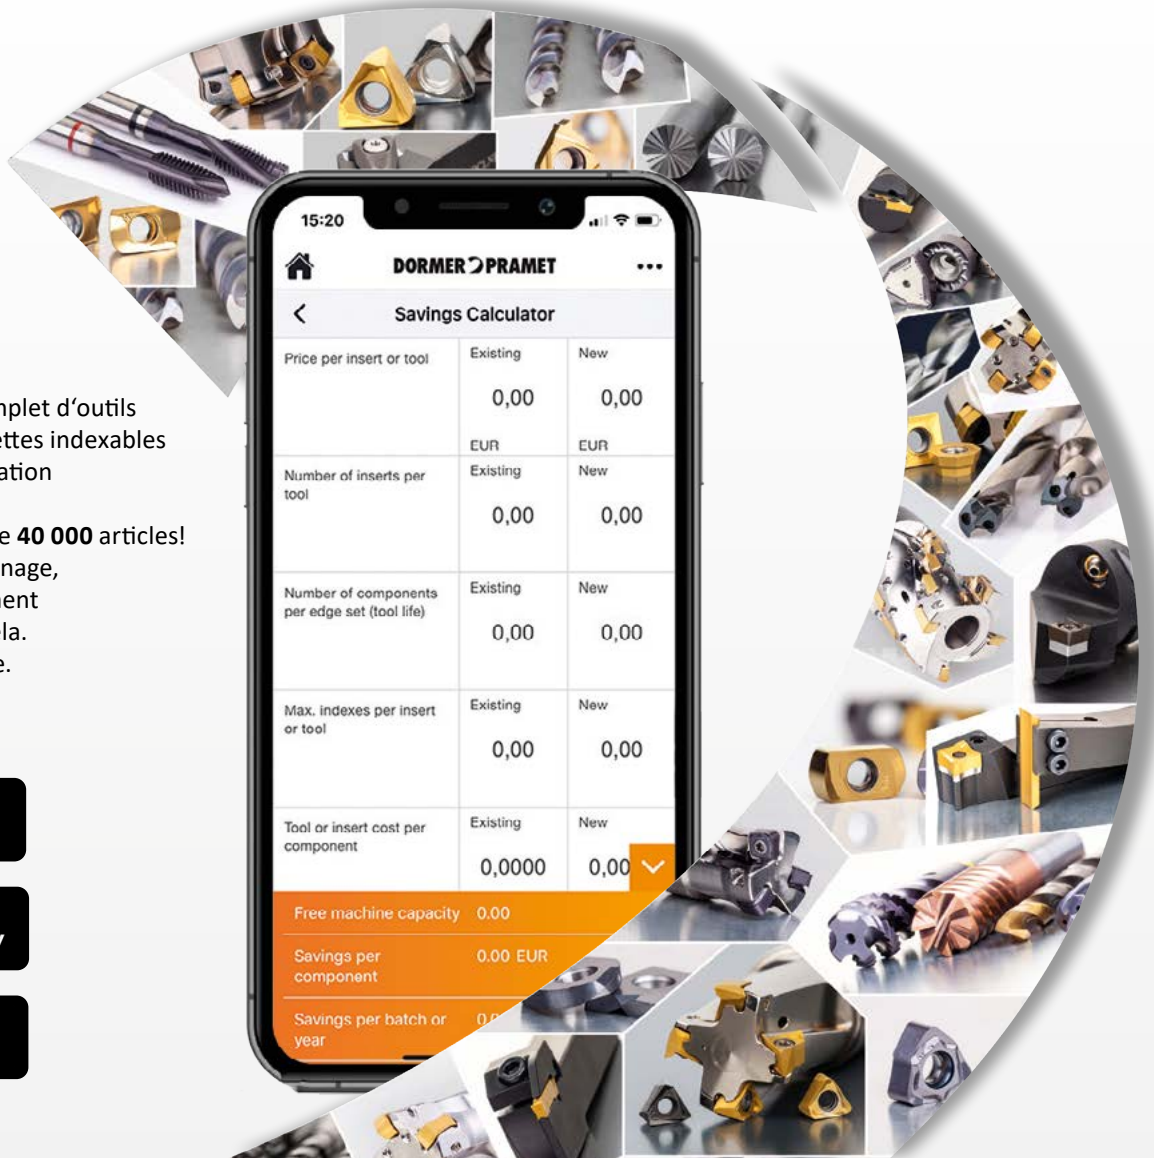 mplet d‘outils
ettes indexables
ation
e 40 000 articles!
nage,
ment
ela.
e.
15:20
DORMER PRAMET
Savings Calculator
Price per insert or tool
Existing
New
0,00
0,00
EUR
EUR
Number of inserts per
tool
Existing
New
0,00
0,00
Number of components
per edge set (tool life)
Existing
New
0,00
0,00
Max. indexes per insert
or tool
Existing
New
0,00
0,00
Tool or insert cost per
component
Existing
New
0,0000
0,00
Free machine capacity 0.00
Savings per
component
0.00 EUR
Savings per batch or
year